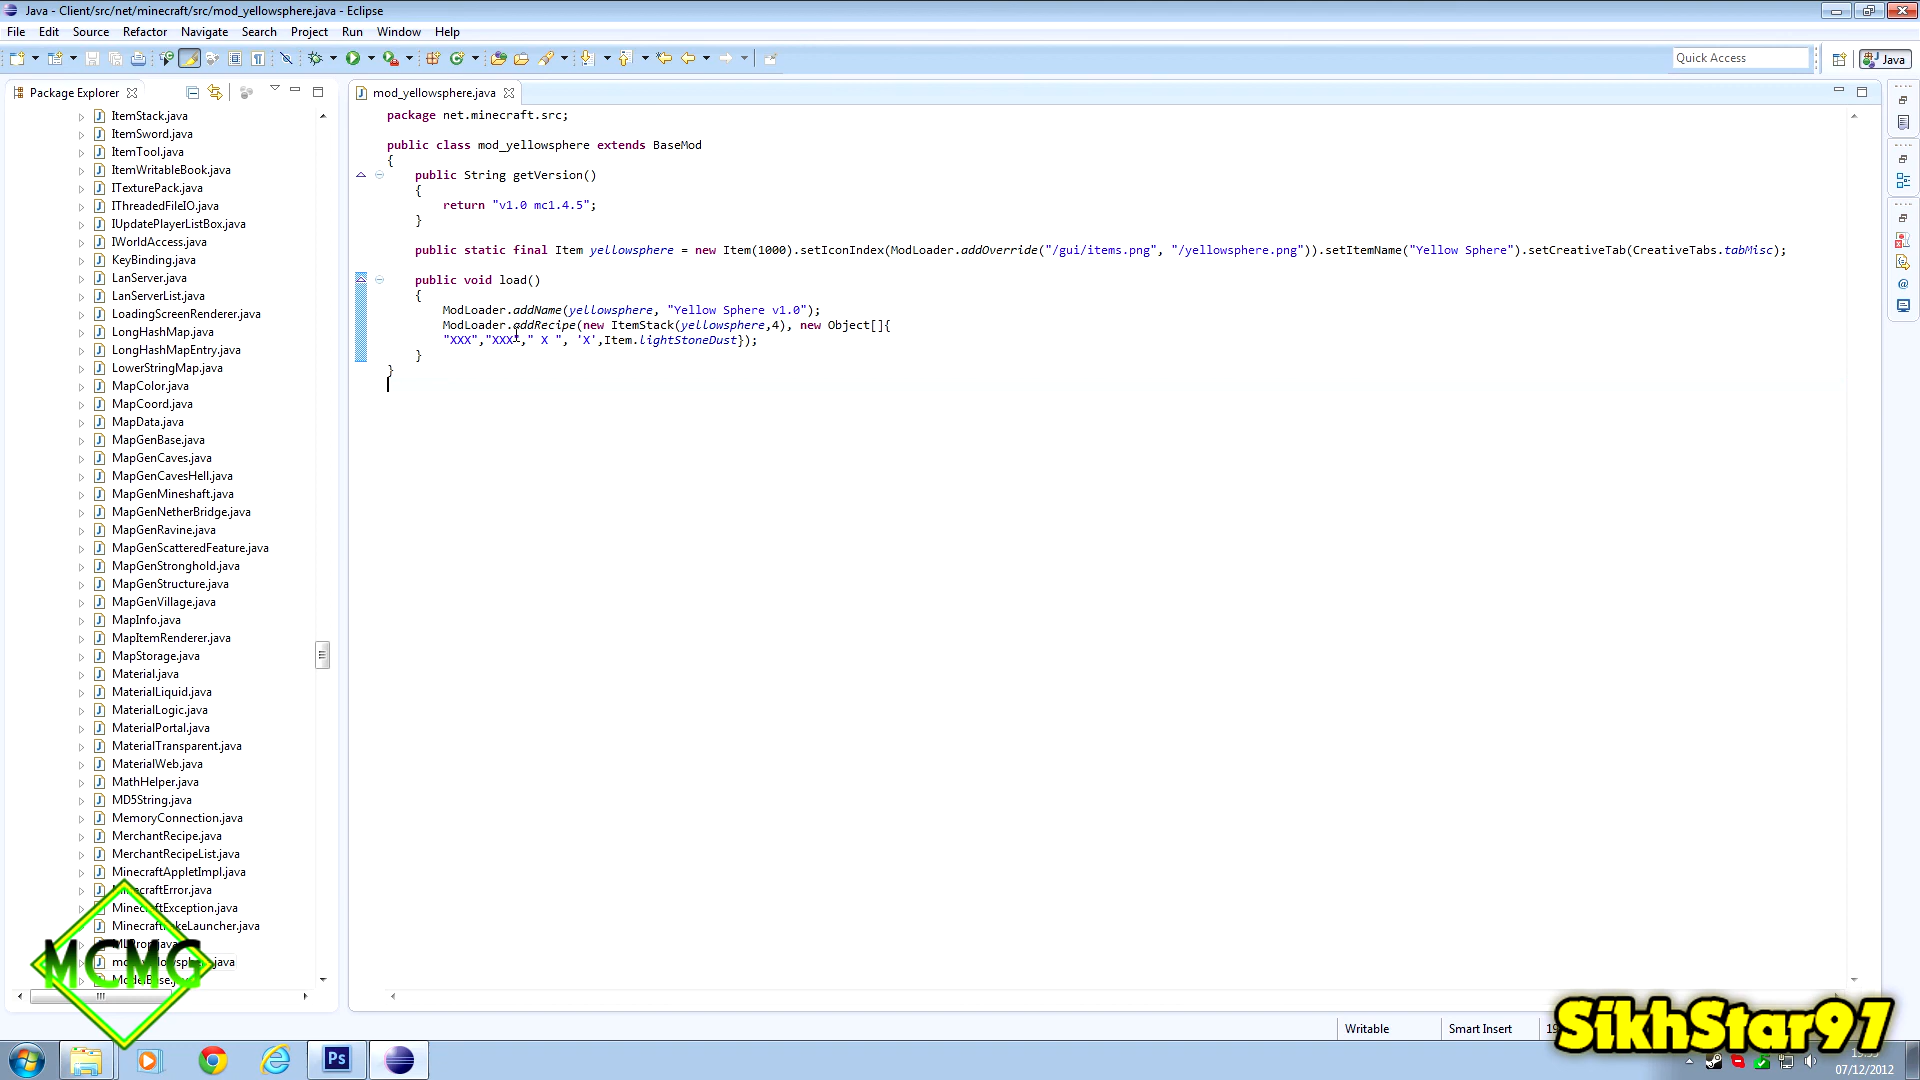 Java - Client/src/net/minecraft/src/mod_yellowsphere.java - Eclipse
File Edit Source Refactor Navigate Search Project Run Window Help
Quick Access
Java
Package Explorer
mod_yellowsphere.java
ItemStack.java
ItemSword.java
ItemTool.java
ItemWritableBook.java
ITexturePack.java
IThreadedFileIO.java
IUpdatePlayerListBox.java
IWorldAccess.java
KeyBinding.java
LanServer.java
LanServerList.java
LoadingScreenRenderer.java
LongHashMap.java
LongHashMapEntry.java
LowerStringMap.java
MapColor.java
MapCoord.java
MapData.java
MapGenBase.java
MapGenCaves.java
MapGenCavesHell.java
MapGenMineshaft.java
MapGenNetherBridge.java
MapGenRavine.java
MapGenScatteredFeature.java
MapGenStronghold.java
MapGenStructure.java
MapGenVillage.java
MapInfo.java
MapItemRenderer.java
MapStorage.java
Material.java
MaterialLiquid.java
MaterialLogic.java
MaterialPortal.java
MaterialTransparent.java
MaterialWeb.java
MathHelper.java
MD5String.java
MemoryConnection.java
MerchantRecipe.java
MerchantRecipeList.java
MinecraftAppletImpl.java
MinecraftError.java
MinecraftException.java
package net.minecraft.src;
public class mod_yellowsphere extends BaseMod
{
public String getVersion()
{
return "v1.0 mc1.4.5";
}
public static final Item yellowsphere = new Item(1000).setIconIndex(ModLoader.addOverride("/gui/items.png", "/yellowsphere.png")).setItemName("Yellow Sphere").setCreativeTab(CreativeTabs.tabMisc);
public void load()
{
ModLoader.addName(yellowsphere, "Yellow Sphere v1.0");
ModLoader.addRecipe(new ItemStack(yellowsphere,4), new Object[]{
"XXX","XXX"," X ", 'X',Item.lightStoneDust});
}
}
Writable
Smart Insert
MCMG
SikhStar97
Ps
07/12/2012